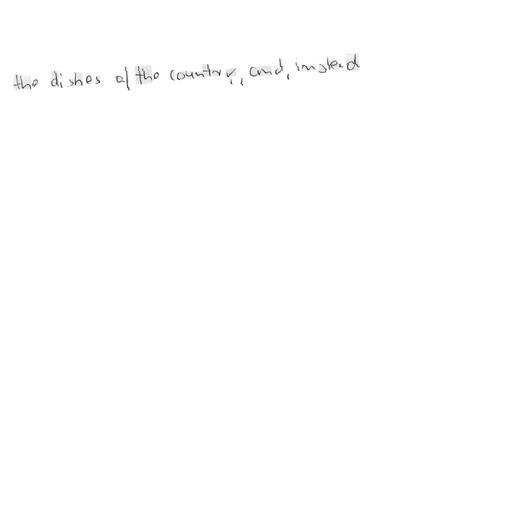 the dishes of the country, and, instead